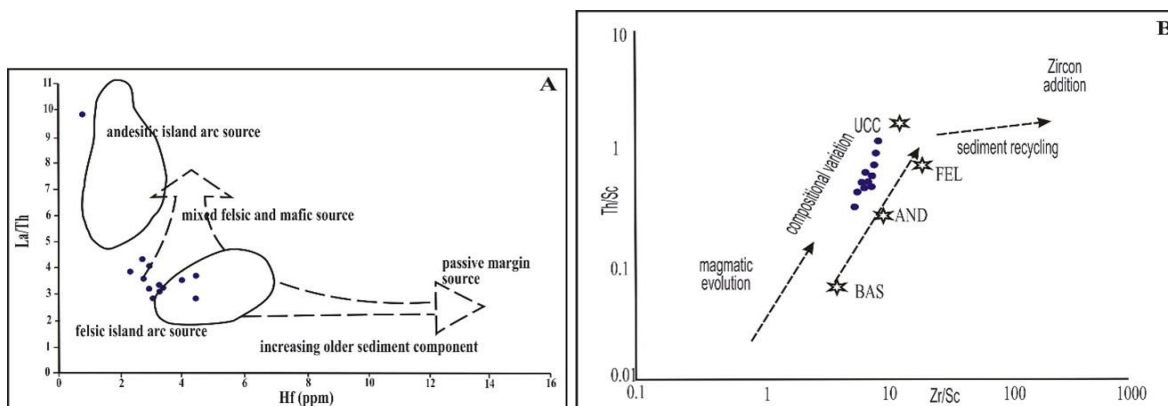 A
11
10
9
8
7
6
5
4
3
2
1
0
La/Th
andesitic island arc source
mixed felsic and mafic source
passive margin
source
felsic island arc source
increasing older sediment component
0
2
4
6
8
10
12
14
16
Hf (ppm)
B
10
1
0.1
0.01
Th/Sc
Zircon
addition
UCC
sediment recycling
compositional variation
FEL
AND
magmatic
evolution
BAS
0.1
1
10
100
1000
Zr/Sc